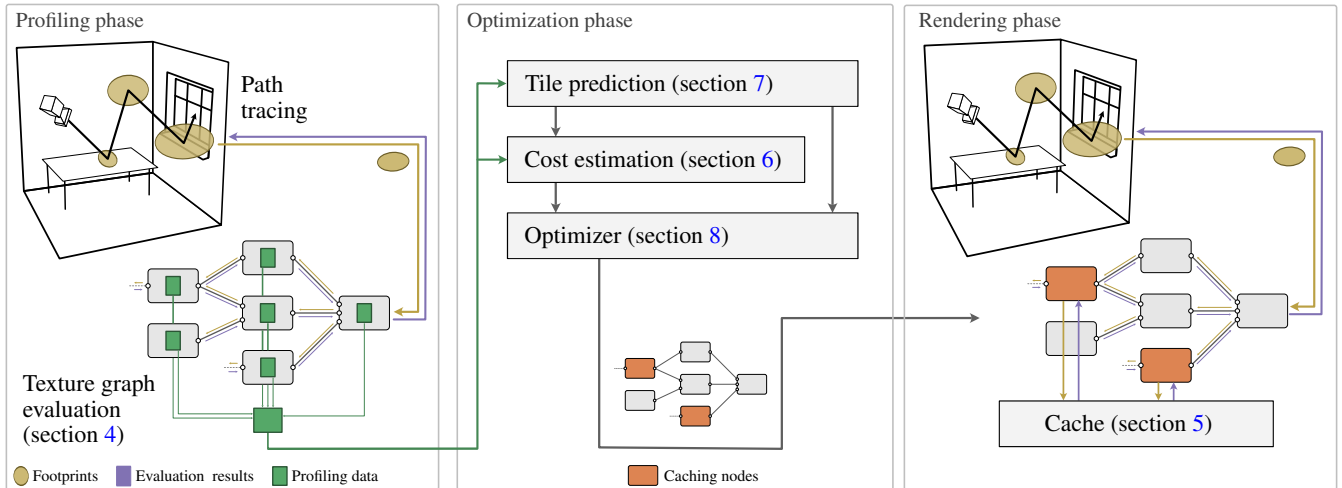 Profiling phase
Path
tracing
Texture graph
evaluation
(section 4)
Footprints
Evaluation results
Profiling data
Optimization phase
Tile prediction (section 7)
Cost estimation (section 6)
Optimizer (section 8)
Caching nodes
Rendering phase
Cache (section 5)